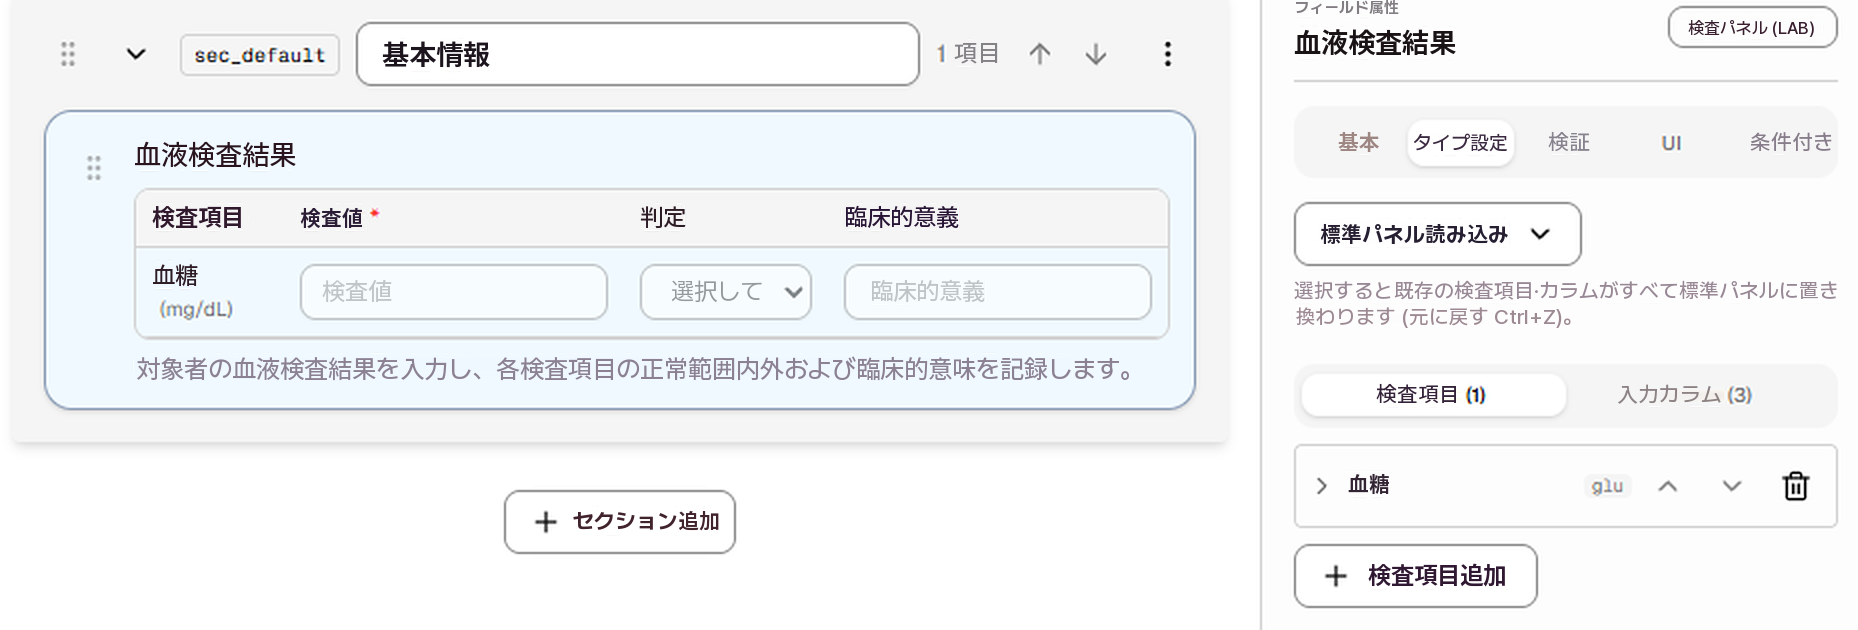 sec_default
基本情報
1 項目
血液検査結果
検査項目 検査値 * 判定 臨床的意義
血糖 (mg/dL) 検査値 選択して 臨床的意義
対象者の血液検査結果を入力し、各検査項目の正常範囲内外および臨床的意味を記録します。
+ セクション追加
フィールド属性
血液検査結果
検査パネル (LAB)
基本 タイプ設定 検証 UI 条件付き
標準パネル読み込み
選択すると既存の検査項目·カラムがすべて標準パネルに置き
換わります (元に戻す Ctrl+Z)。
検査項目 (1) 入力カラム (3)
血糖 glu
+ 検査項目追加